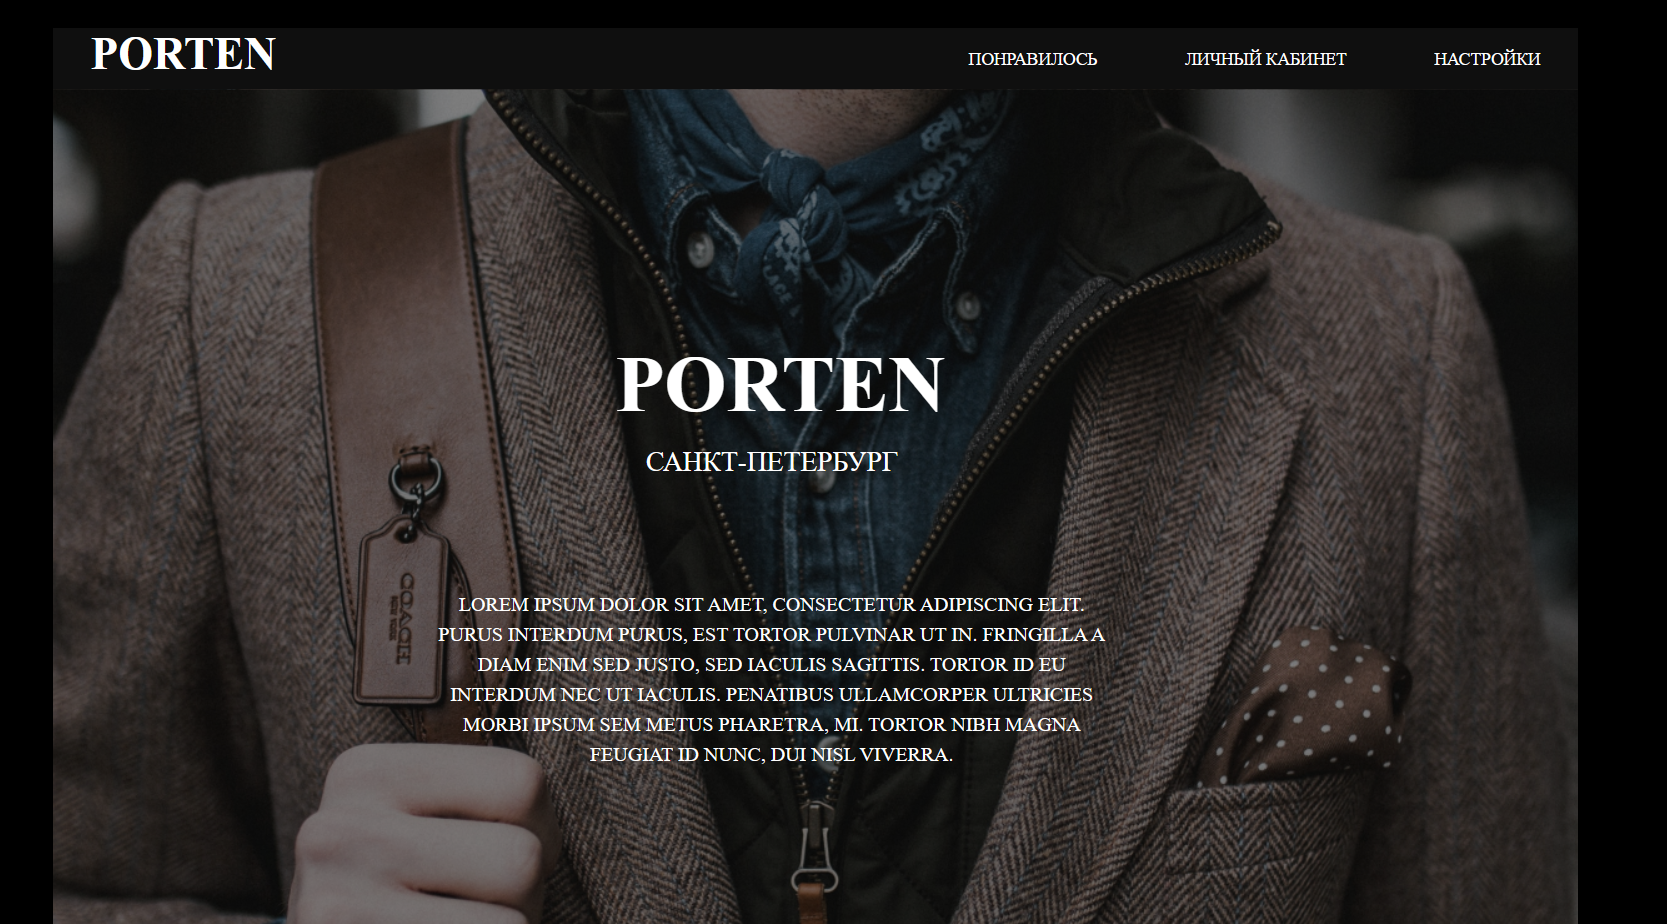 PORTEN
ПОНРАВИЛОСЬ ЛИЧНЫЙ КАБИНЕТ НАСТРОЙКИ
PORTEN
САНКТ-ПЕТЕРБУРГ
COACH
LOREM IPSUM DOLOR SIT AMET, CONSECTETUR ADIPISCING ELIT.
PURUS INTERDUM PURUS, EST TORTOR PULVINAR UT IN. FRINGILLA A
DIAM ENIM SED JUSTO, SED IACULIS SAGITTIS. TORTOR ID EU
INTERDUM NEC UT IACULIS. PENATIBUS ULLAMCORPER ULTRICIES
MORBI IPSUM SEM METUS PHARETRA, MI. TORTOR NIBH MAGNA
FEUGIAT ID NUNC, DUI NISL VIVERRA.